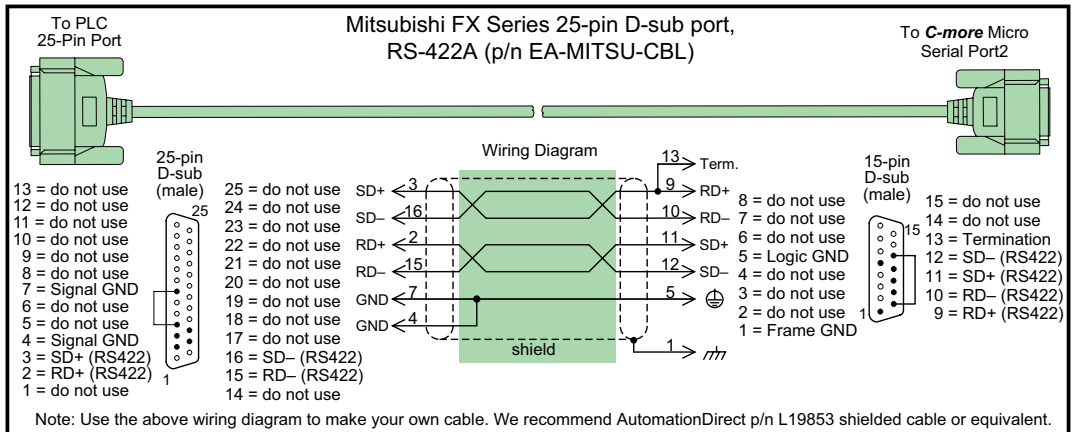 To PLC
25-Pin Port
Mitsubishi FX Series 25-pin D-sub port,
RS-422A (p/n EA-MITSU-CBL)
To C-more Micro
Serial Port2
25-pin
D-sub
(male)
13 = do not use
12 = do not use
11 = do not use
10 = do not use
9 = do not use
8 = do not use
7 = Signal GND
6 = do not use
5 = do not use
4 = Signal GND
3 = SD+ (RS422)
2 = RD+ (RS422)
1 = do not use
25
1
25 = do not use
24 = do not use
23 = do not use
22 = do not use
21 = do not use
20 = do not use
19 = do not use
18 = do not use
17 = do not use
16 = SD– (RS422)
15 = RD– (RS422)
14 = do not use
Wiring Diagram
13 Term.
SD+ 3 9 RD+
SD– 16 10 RD–
RD+ 2 11 SD+
RD– 15 12 SD–
GND 7 5
GND 4
shield
1
8 = do not use
7 = do not use
6 = do not use
5 = Logic GND
4 = do not use
3 = do not use
2 = do not use
1 = Frame GND
15-pin
D-sub
(male)
15
1
15 = do not use
14 = do not use
13 = Termination
12 = SD– (RS422)
11 = SD+ (RS422)
10 = RD– (RS422)
9 = RD+ (RS422)
Note: Use the above wiring diagram to make your own cable. We recommend AutomationDirect p/n L19853 shielded cable or equivalent.